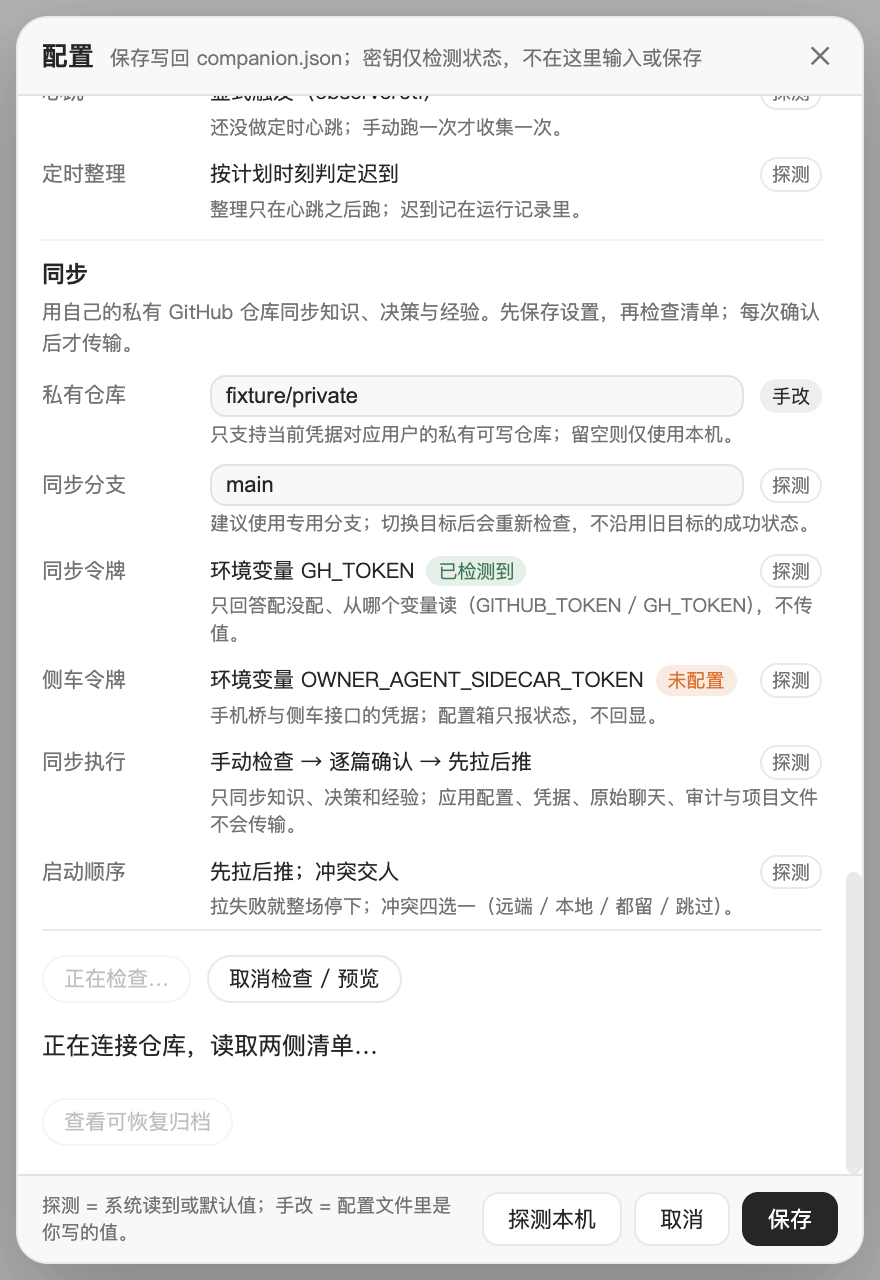 配置 保存写回 companion.json；密钥仅检测状态，不在这里输入或保存
还没做定时心跳；手动跑一次才收集一次。
定时整理 按计划时刻判定迟到 探测
整理只在心跳之后跑；迟到记在运行记录里。
同步
用自己的私有 GitHub 仓库同步知识、决策与经验。先保存设置，再检查清单；每次确认
后才传输。
私有仓库 fixture/private 手改
只支持当前凭据对应用户的私有可写仓库；留空则仅使用本机。
同步分支 main 探测
建议使用专用分支；切换目标后会重新检查，不沿用旧目标的成功状态。
同步令牌 环境变量 GH_TOKEN 已检测到 探测
只回答配没配、从哪个变量读（GITHUB_TOKEN / GH_TOKEN），不传
值。
侧车令牌 环境变量 OWNER_AGENT_SIDECAR_TOKEN 未配置 探测
手机桥与侧车接口的凭据；配置箱只报状态，不回显。
同步执行 手动检查 → 逐篇确认 → 先拉后推 探测
只同步知识、决策和经验；应用配置、凭据、原始聊天、审计与项目文件
不会传输。
启动顺序 先拉后推；冲突交人 探测
拉失败就整场停下；冲突四选一（远端 / 本地 / 都留 / 跳过）。
正在检查… 取消检查 / 预览
正在连接仓库，读取两侧清单…
查看可恢复归档
探测 = 系统读到或默认值；手改 = 配置文件里是
你写的值。
探测本机 取消 保存